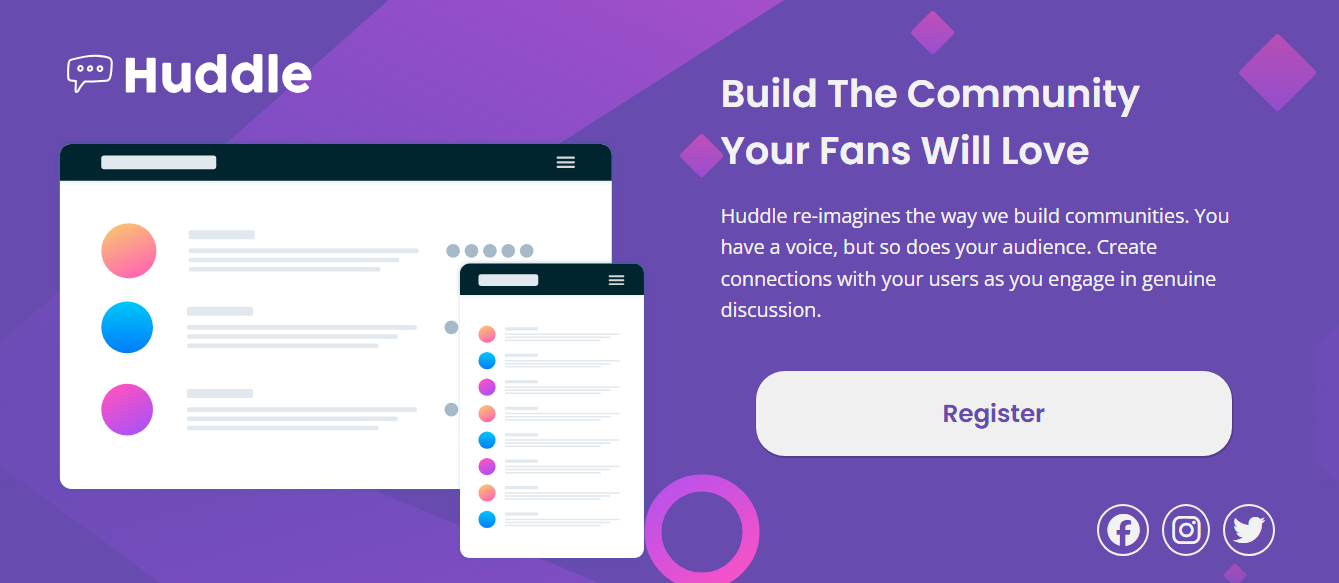 Huddle
Build The Community
Your Fans Will Love
Huddle re-imagines the way we build communities. You
have a voice, but so does your audience. Create
connections with your users as you engage in genuine
discussion.
Register